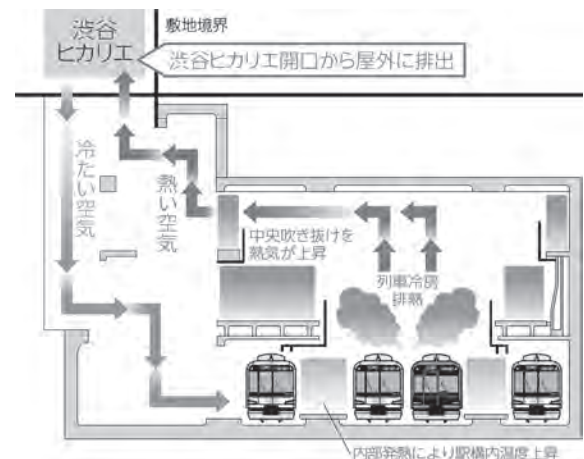 渋谷
ヒカリエ
敷地境界
渋谷ヒカリエ開口から屋外に排出
冷たい空気
熱い空気
中央吹き抜けを
熱気が上昇
列車冷房
排熱
内部発熱により駅構内温度上昇